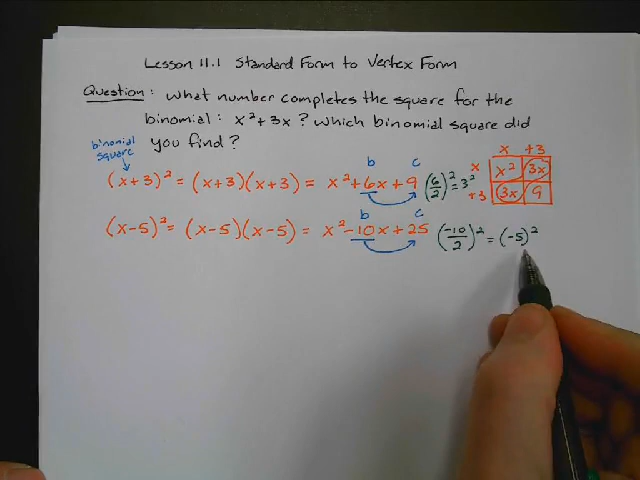 Lesson 11.1 Standard Form to Vertex Form
Question: What number completes the square for the
binomial: x²+3x? Which binomial square did
you find?
binomial
square
b c
x +3
(x+3)² = (x+3)(x+3) = x²+6x+9 (6/2)² = 3²
x x² 3x
+3 3x 9
b c
(x-5)² = (x-5)(x-5) = x²-10x+25 (-10/2)² = (-5)²